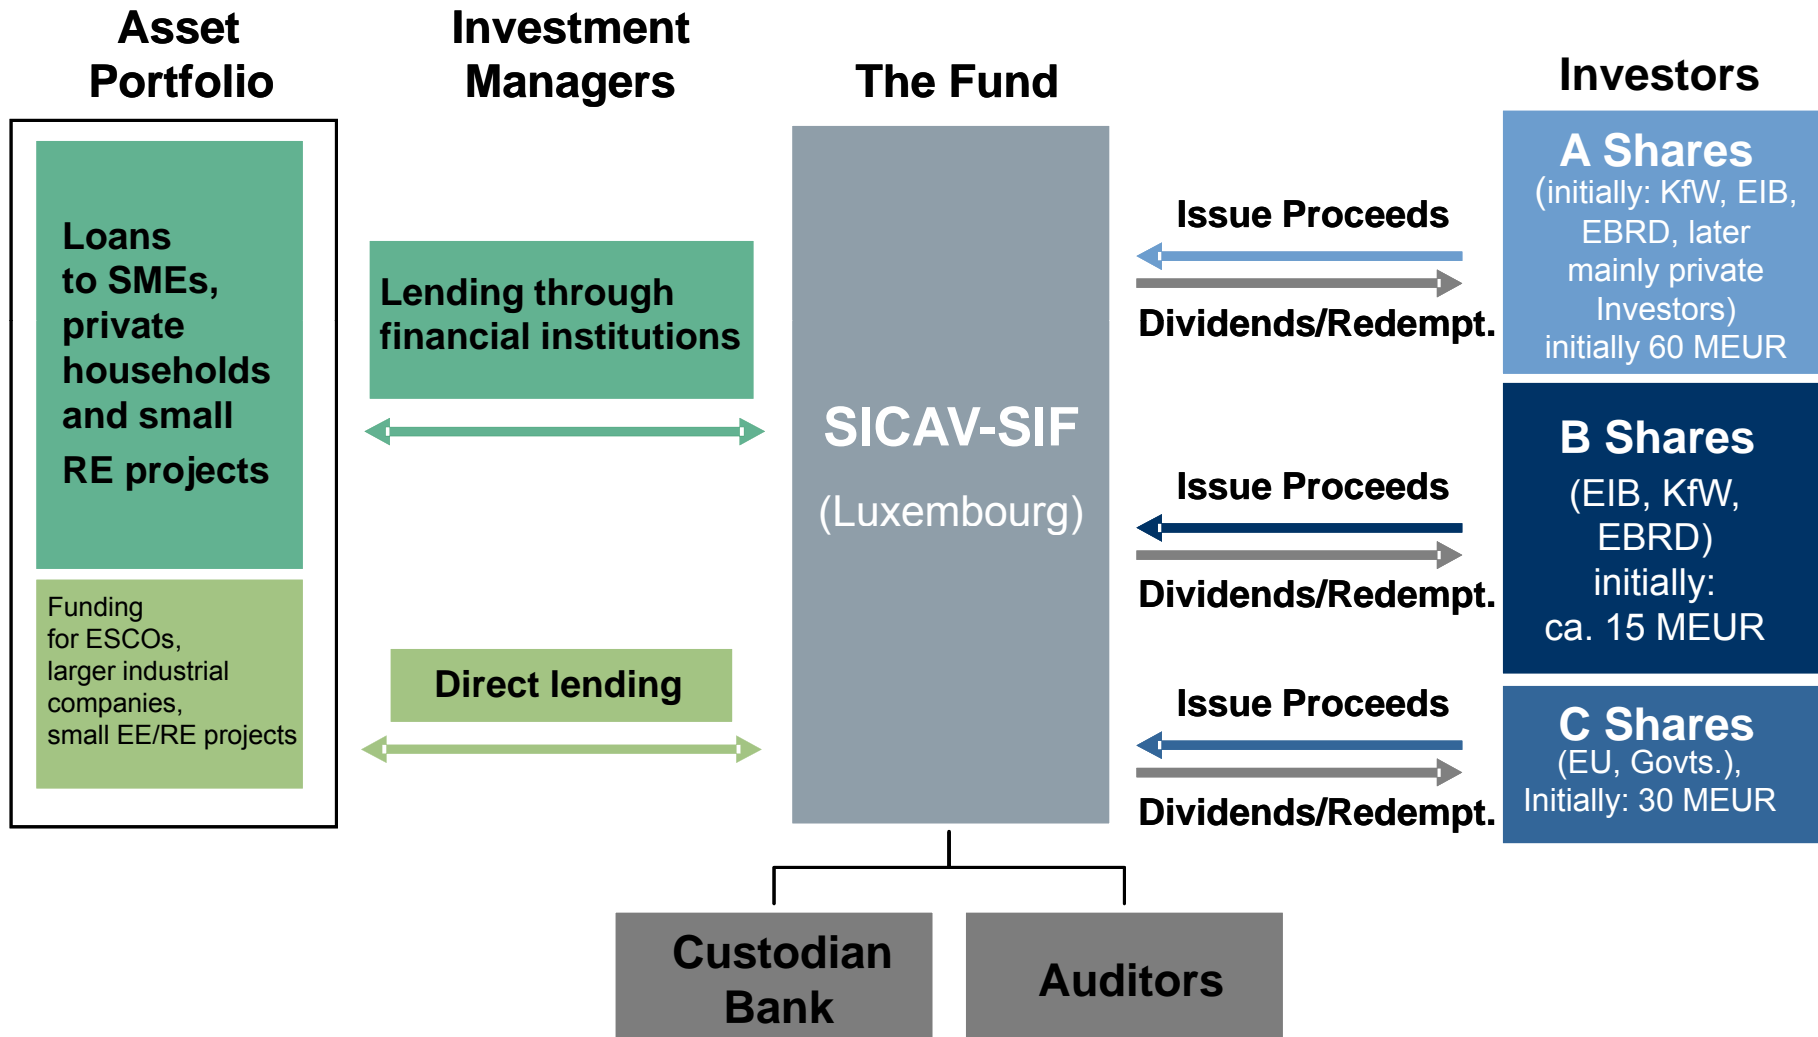 Asset
Portfolio
Investment
Managers
The Fund
Investors
Loans
to SMEs,
private
households
and small
RE projects
Funding
for ESCOs,
larger industrial
companies,
small EE/RE projects
Lending through
financial institutions
Direct lending
SICAV-SIF
(Luxembourg)
Issue Proceeds
Dividends/Redempt.
Issue Proceeds
Dividends/Redempt.
Issue Proceeds
Dividends/Redempt.
A Shares
(initially: KfW, EIB,
EBRD, later
mainly private
Investors)
initially 60 MEUR
B Shares
(EIB, KfW,
EBRD)
initially:
ca. 15 MEUR
C Shares
(EU, Govts.),
Initially: 30 MEUR
Custodian
Bank
Auditors